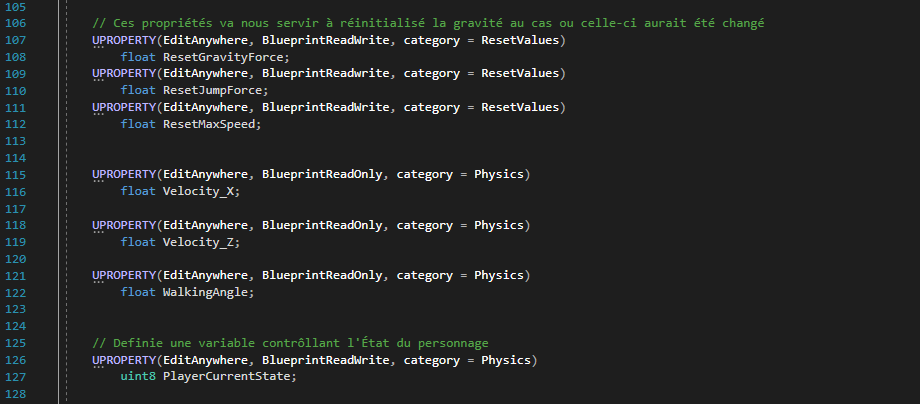 105
106 // Ces propriétés va nous servir à réinitialisé la gravité au cas ou celle-ci aurait été changé
107 UPROPERTY(EditAnywhere, BlueprintReadWrite, category = ResetValues)
108 float ResetGravityForce;
109 UPROPERTY(EditAnywhere, BlueprintReadwrite, category = ResetValues)
110 float ResetJumpForce;
111 UPROPERTY(EditAnywhere, BlueprintReadWrite, category = ResetValues)
112 float ResetMaxSpeed;
113
114
115 UPROPERTY(EditAnywhere, BlueprintReadOnly, category = Physics)
116 float Velocity_X;
117
118 UPROPERTY(EditAnywhere, BlueprintReadOnly, category = Physics)
119 float Velocity_Z;
120
121 UPROPERTY(EditAnywhere, BlueprintReadOnly, category = Physics)
122 float WalkingAngle;
123
124
125 // Definie une variable contrôllant l'État du personnage
126 UPROPERTY(EditAnywhere, BlueprintReadWrite, category = Physics)
127 uint8 PlayerCurrentState;
128